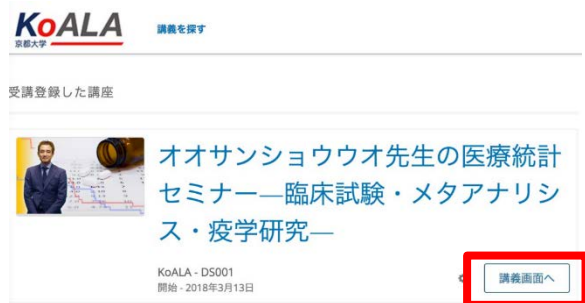 KoALA
京都大学
講義を探す
受講登録した講座
オオサンショウウオ先生の医療統計
セミナー―臨床試験・メタアナリシ
ス・疫学研究―
KoALA - DS001
開始 - 2018年3月13日
講義画面へ